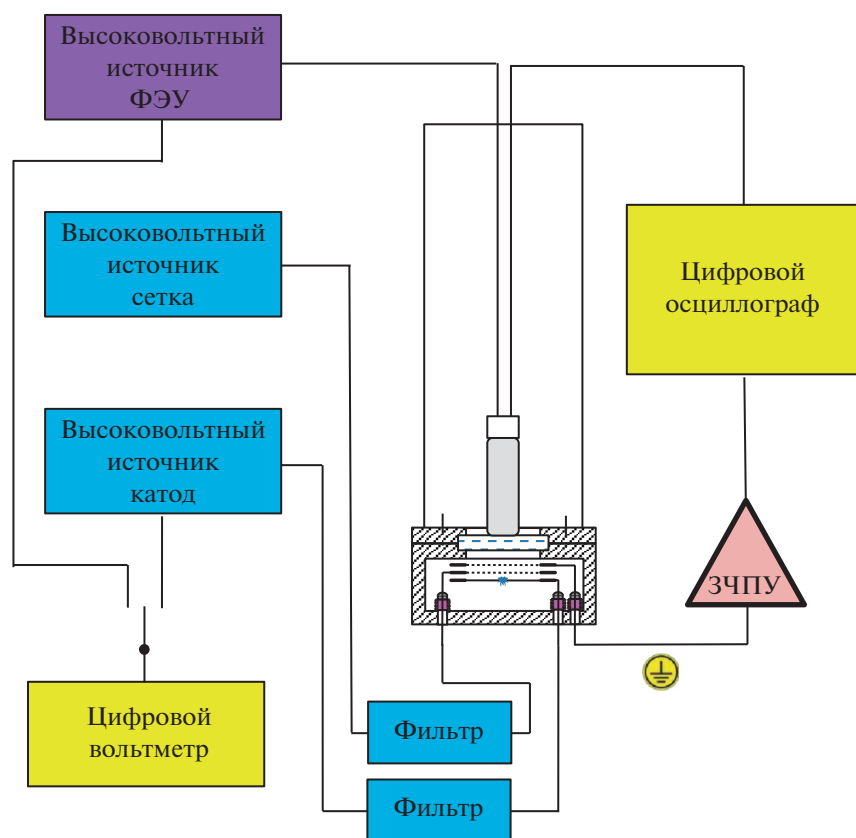 Высоковольтный
источник
ФЭУ
Высоковольтный
источник
сетка
Цифровой
осциллограф
Высоковольтный
источник
катод
ЗЧПУ
Цифровой
вольтметр
Фильтр
Фильтр